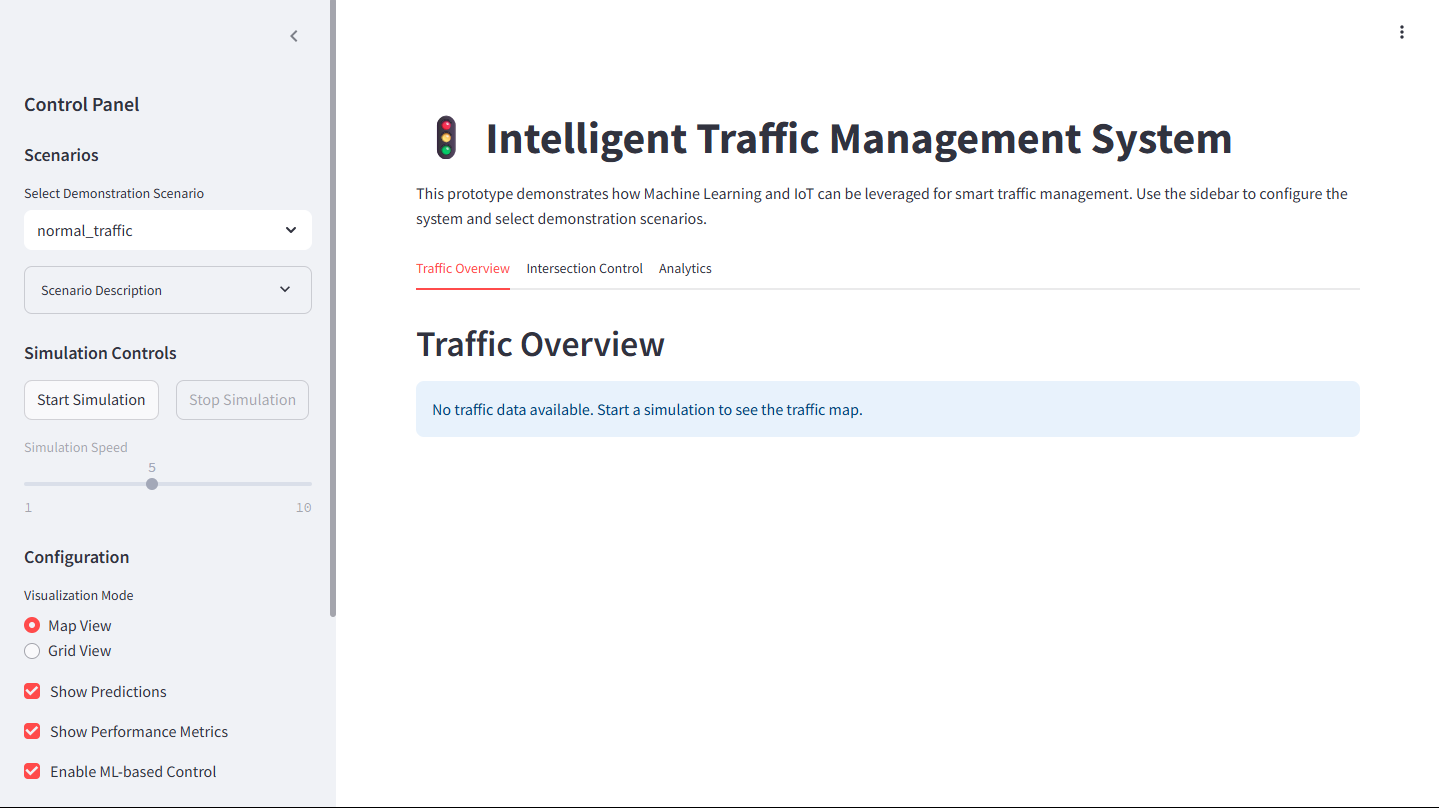 Control Panel
Scenarios
Select Demonstration Scenario
normal_traffic
Scenario Description
Simulation Controls
Start Simulation
Stop Simulation
Simulation Speed
5
1
10
Configuration
Visualization Mode
Map View
Grid View
Show Predictions
Show Performance Metrics
Enable ML-based Control
Intelligent Traffic Management System
This prototype demonstrates how Machine Learning and IoT can be leveraged for smart traffic management. Use the sidebar to configure the
system and select demonstration scenarios.
Traffic Overview
Intersection Control
Analytics
Traffic Overview
No traffic data available. Start a simulation to see the traffic map.